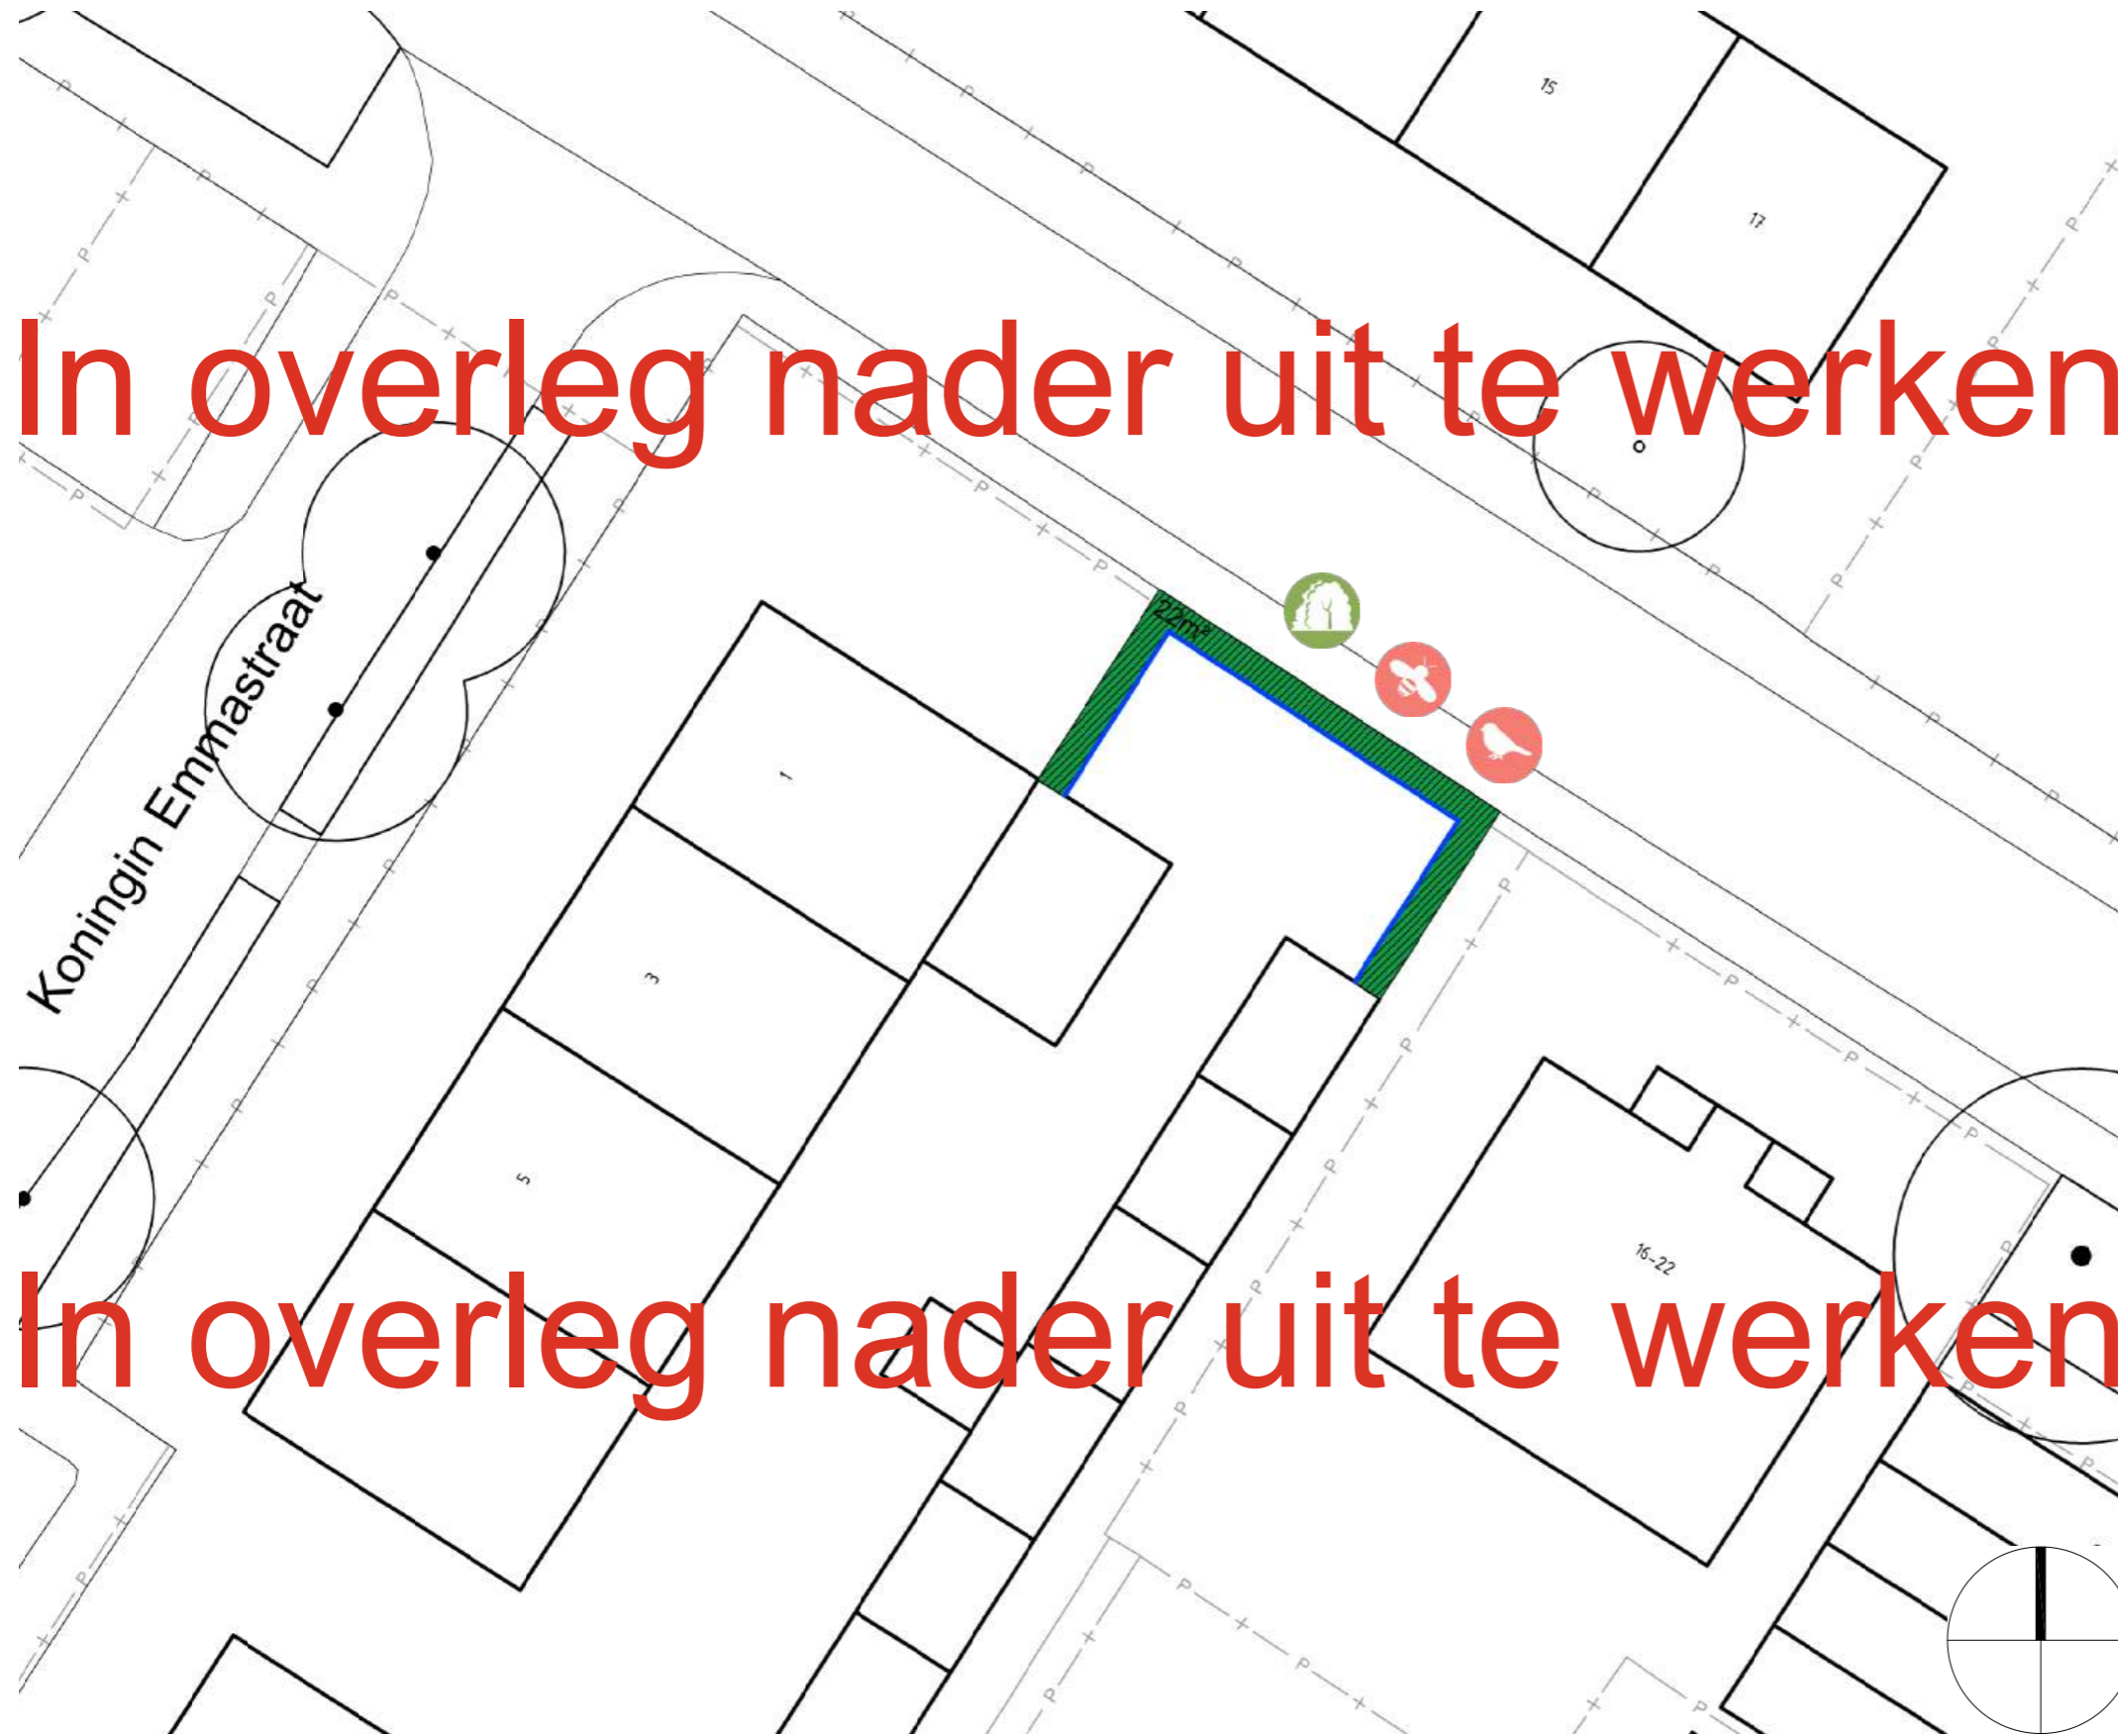 15
17
In overleg nader uit te werken
22m²
Koningin Emmastraat
1
3
5
16-22
In overleg nader uit te werken